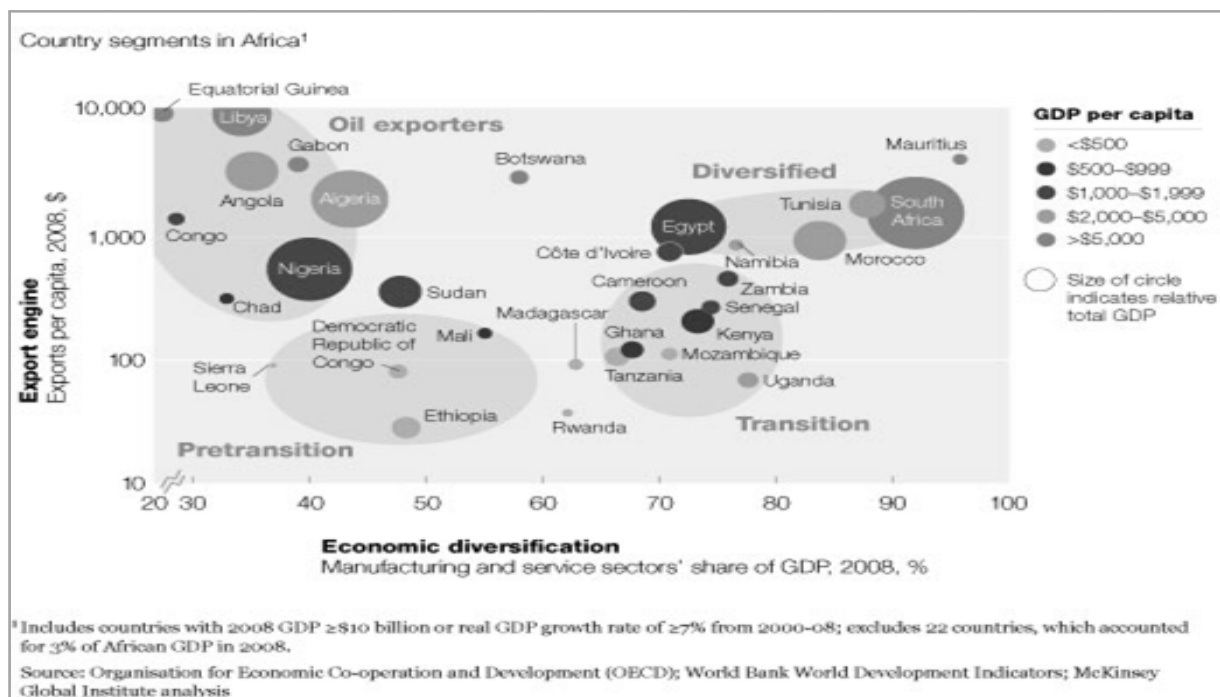 Country segments in Africa¹
Equatorial Guinea
10,000
Libya
Oil exporters
Gabon
Botswana
Mauritius
Diversified
Angola
Algeria
Tunisia
South
Africa
Congo
Egypt
1,000
Côte d'Ivoire
Namibia
Morocco
Nigeria
Cameroon
Zambia
Sudan
Chad
Madagascar
Senegal
Democratic
Republic of
Congo
Mali
Ghana
Kenya
Mozambique
100
Sierra
Leone
Tanzania
Uganda
Ethiopia
Rwanda
Transition
Pretransition
10
20 30 40 50 60 70 80 90 100
Export engine
Exports per capita, 2008, $
Economic diversification
Manufacturing and service sectors' share of GDP, 2008, %
GDP per capita
<$500
$500–$999
$1,000–$1,999
$2,000–$5,000
>$5,000
Size of circle
indicates relative
total GDP
¹Includes countries with 2008 GDP ≥$10 billion or real GDP growth rate of ≥7% from 2000-08; excludes 22 countries, which accounted
for 3% of African GDP in 2008.
Source: Organisation for Economic Co-operation and Development (OECD); World Bank World Development Indicators; McKinsey
Global Institute analysis